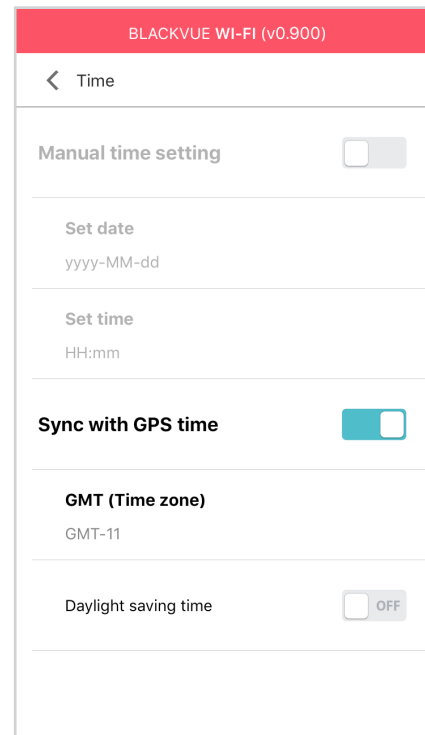 BLACKVUE WI-FI (v0.900)
Time
Manual time setting
Set date
yyyy-MM-dd
Set time
HH:mm
Sync with GPS time
GMT (Time zone)
GMT-11
Daylight saving time OFF